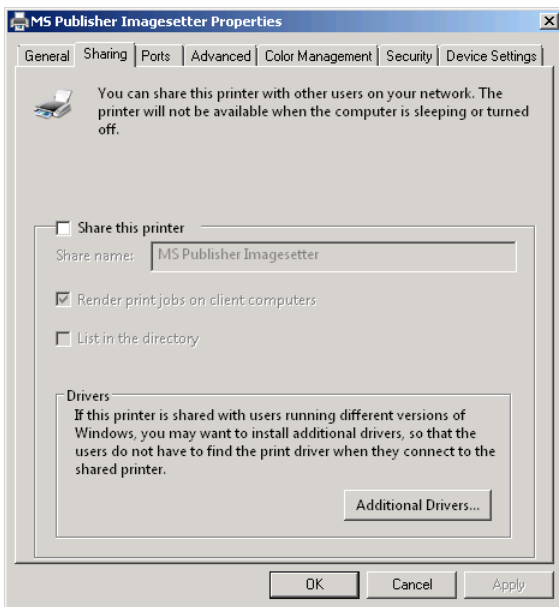 MS Publisher Imagesetter Properties
General Sharing Ports Advanced Color Management Security Device Settings
You can share this printer with other users on your network. The
printer will not be available when the computer is sleeping or turned
off.
Share this printer
Share name: MS Publisher Imagesetter
Render print jobs on client computers
List in the directory
Drivers
If this printer is shared with users running different versions of
Windows, you may want to install additional drivers, so that the
users do not have to find the print driver when they connect to the
shared printer.
Additional Drivers...
OK Cancel Apply